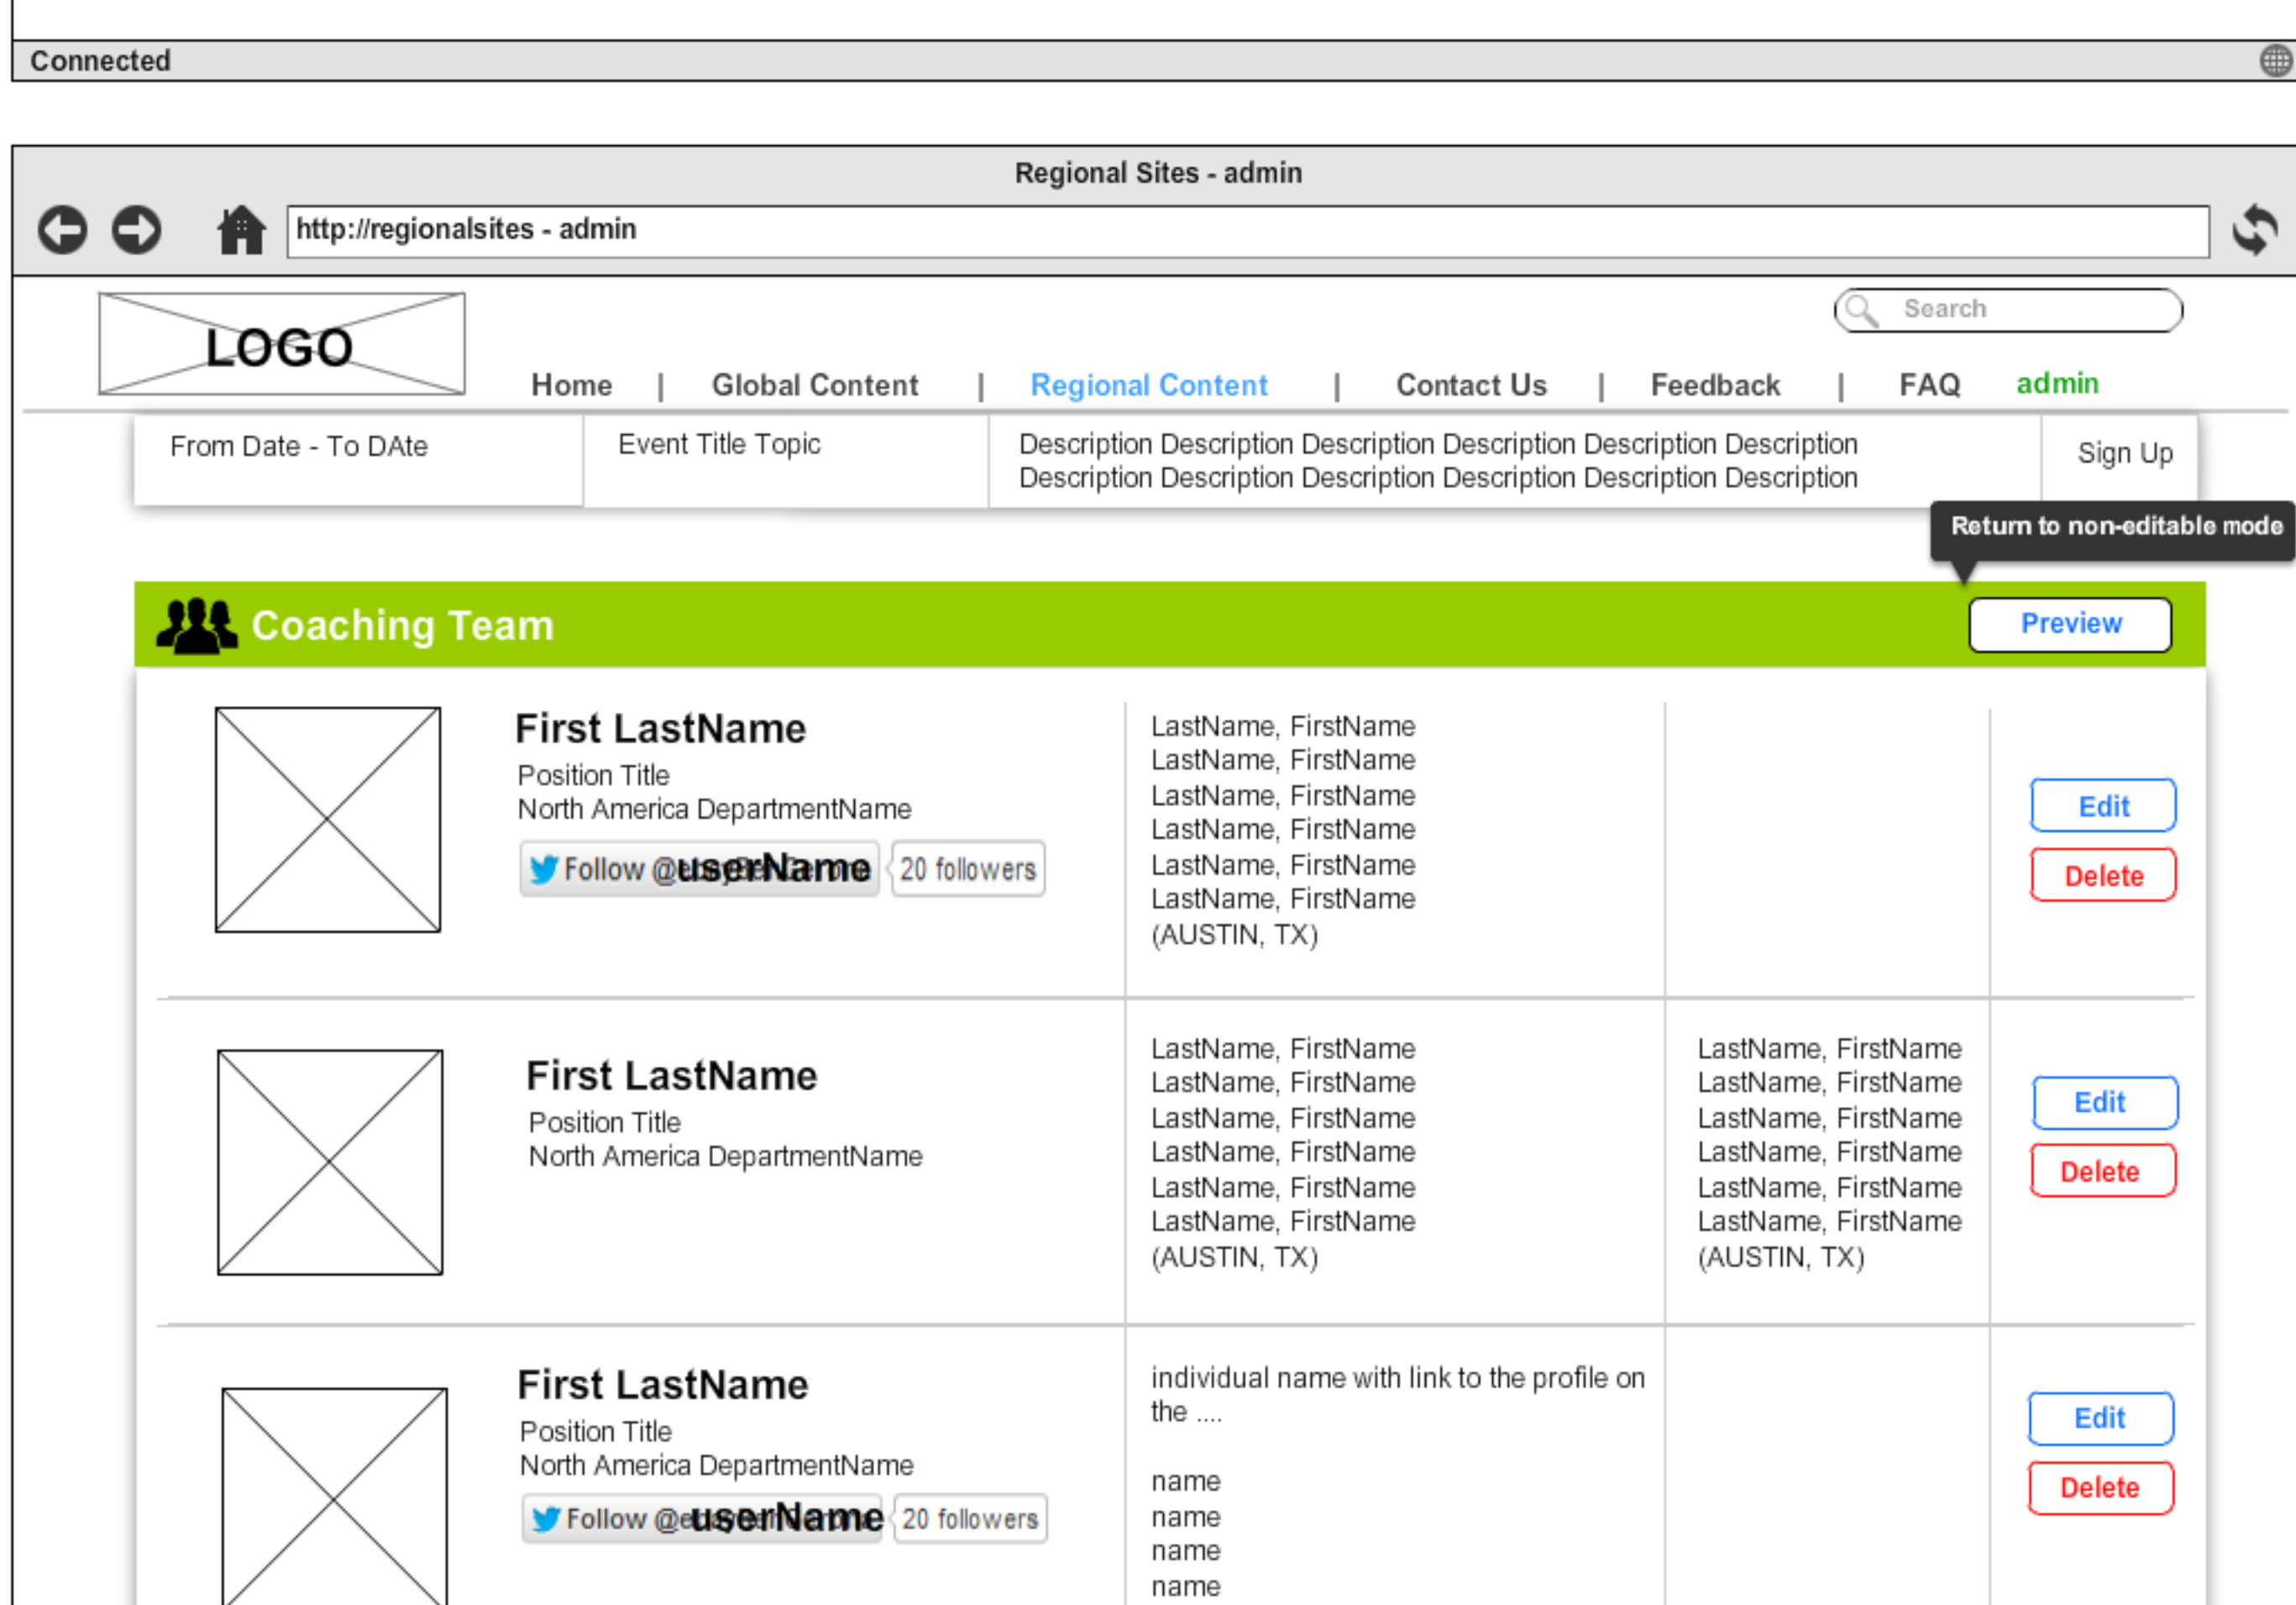 Connected
Regional Sites - admin
http://regionalsites - admin
LOGO
Search
Home | Global Content | Regional Content | Contact Us | Feedback | FAQ admin
From Date - To DAte
Event Title Topic
Description Description Description Description Description Description
Description Description Description Description Description Description
Sign Up
Return to non-editable mode
Coaching Team
Preview
First LastName
Position Title
North America DepartmentName
Follow @ userName
20 followers
LastName, FirstName
LastName, FirstName
LastName, FirstName
LastName, FirstName
LastName, FirstName
LastName, FirstName
(AUSTIN, TX)
Edit
Delete
First LastName
Position Title
North America DepartmentName
LastName, FirstName
LastName, FirstName
LastName, FirstName
LastName, FirstName
LastName, FirstName
LastName, FirstName
(AUSTIN, TX)
LastName, FirstName
LastName, FirstName
LastName, FirstName
LastName, FirstName
LastName, FirstName
LastName, FirstName
(AUSTIN, TX)
Edit
Delete
First LastName
Position Title
North America DepartmentName
Follow @ userName
20 followers
individual name with link to the profile on
the ....
name
name
name
name
Edit
Delete